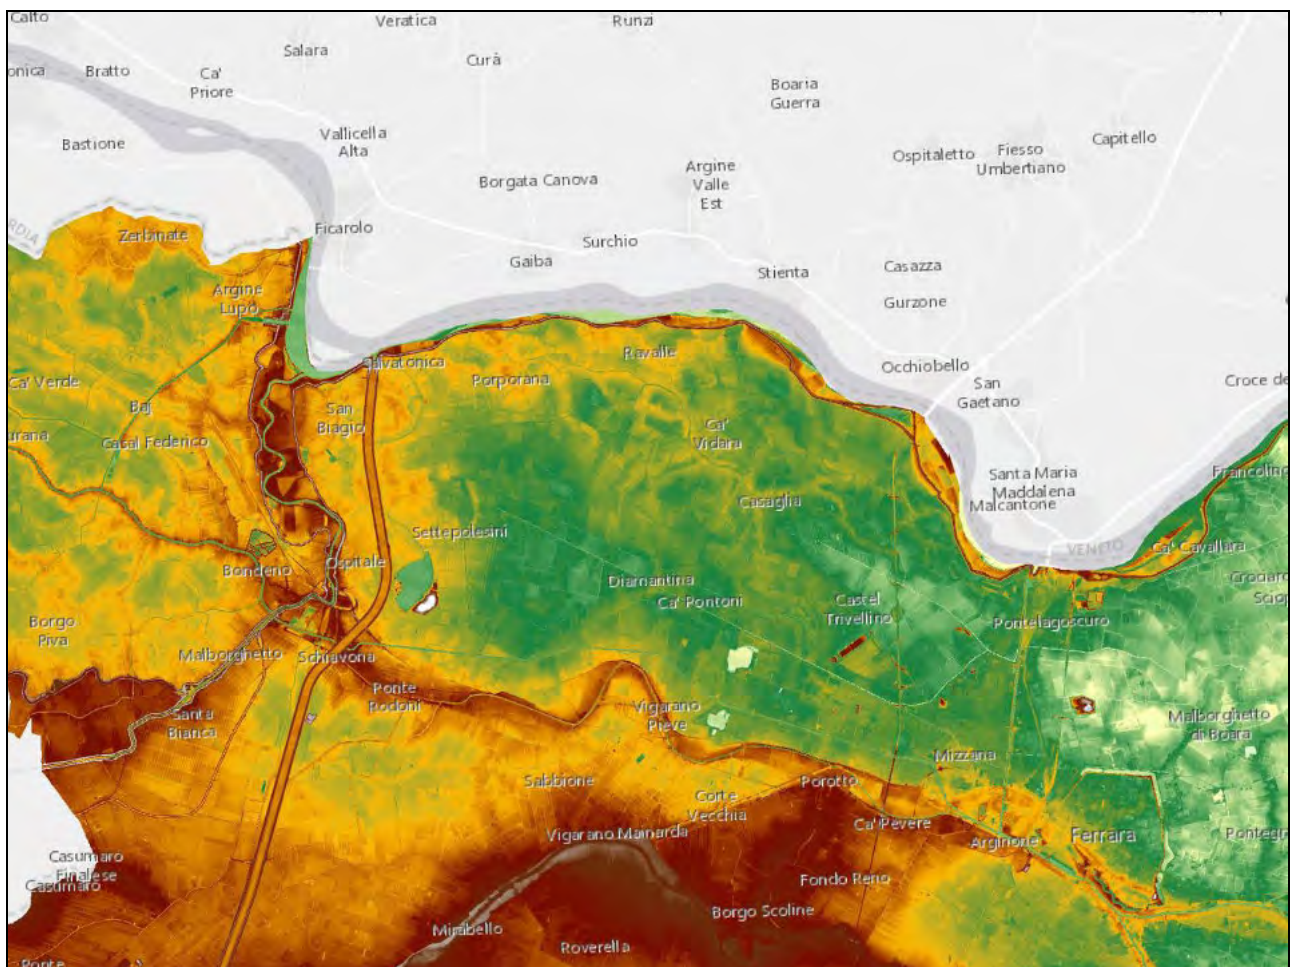 Calto
Veratica
Runzi
Salara
Curà
onica
Bratto
Ca'
Priore
Boaria
Guerra
Vallicella
Alta
Bastione
Ospitaletto
Fiesso
Umbertiano
Capitello
Borgata Canova
Argine
Valle
Est
RDIA
Zerbinate
Ficarolo
Surchio
Gaiba
Stienta
Casazza
Gurzone
Argine
Lupo
Salvatonica
Ravalle
Occhiobello
Porporana
San
Gaetano
Croce de
Ca' Verde
Baj
San
Biagio
Ca'
Vidara
urana
Casal Federico
Santa Maria
Maddalena
Malcantone
Francolino
Casaglia
Settepolesini
VENETO
Ca' Cavallara
Bondeno
Ospitale
Diamantina
Ca' Pontoni
Castel
Trivellino
Pontelagoscuro
Borgo
Piva
Malborghetto
Schiavona
Ponte
Rodoni
Santa
Bianca
Vigarano
Pieve
Malborghetto
di Boara
Mizzana
Sabbione
Corte
Vecchia
Porotto
Ca' Pevere
Vigarano Mainarda
Arginone
Ferrara
Casumaro
Finalese
Casumaro
Fondo Reno
Borgo Scoline
Mirabello
Roverella
Ponte